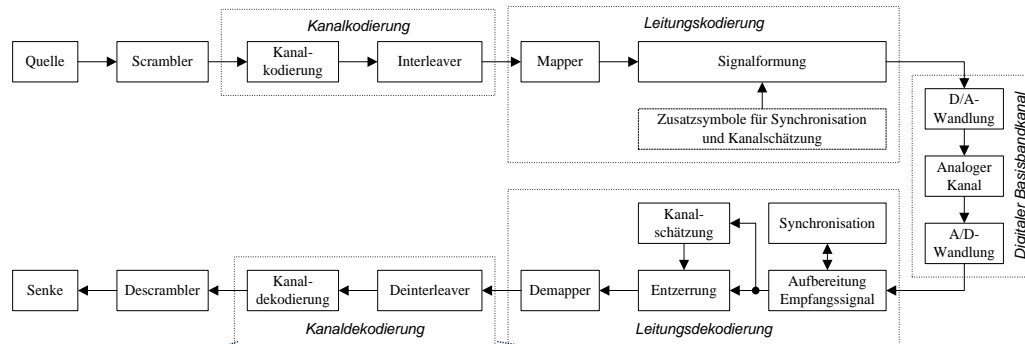 Kanalkodierung
Leitungskodierung
Quelle
Scrambler
Kanal-
kodierung
Interleaver
Mapper
Signalformung
Zusatzsymbole für Synchronisation
und Kanalschätzung
D/A-
Wandlung
Analoger
Kanal
A/D-
Wandlung
Digitaler Basisbandkanal
Kanal-
schätzung
Synchronisation
Senke
Descrambler
Kanal-
dekodierung
Deinterleaver
Demapper
Entzerrung
Aufbereitung
Empfangssignal
Kanaldekodierung
Leitungsdekodierung